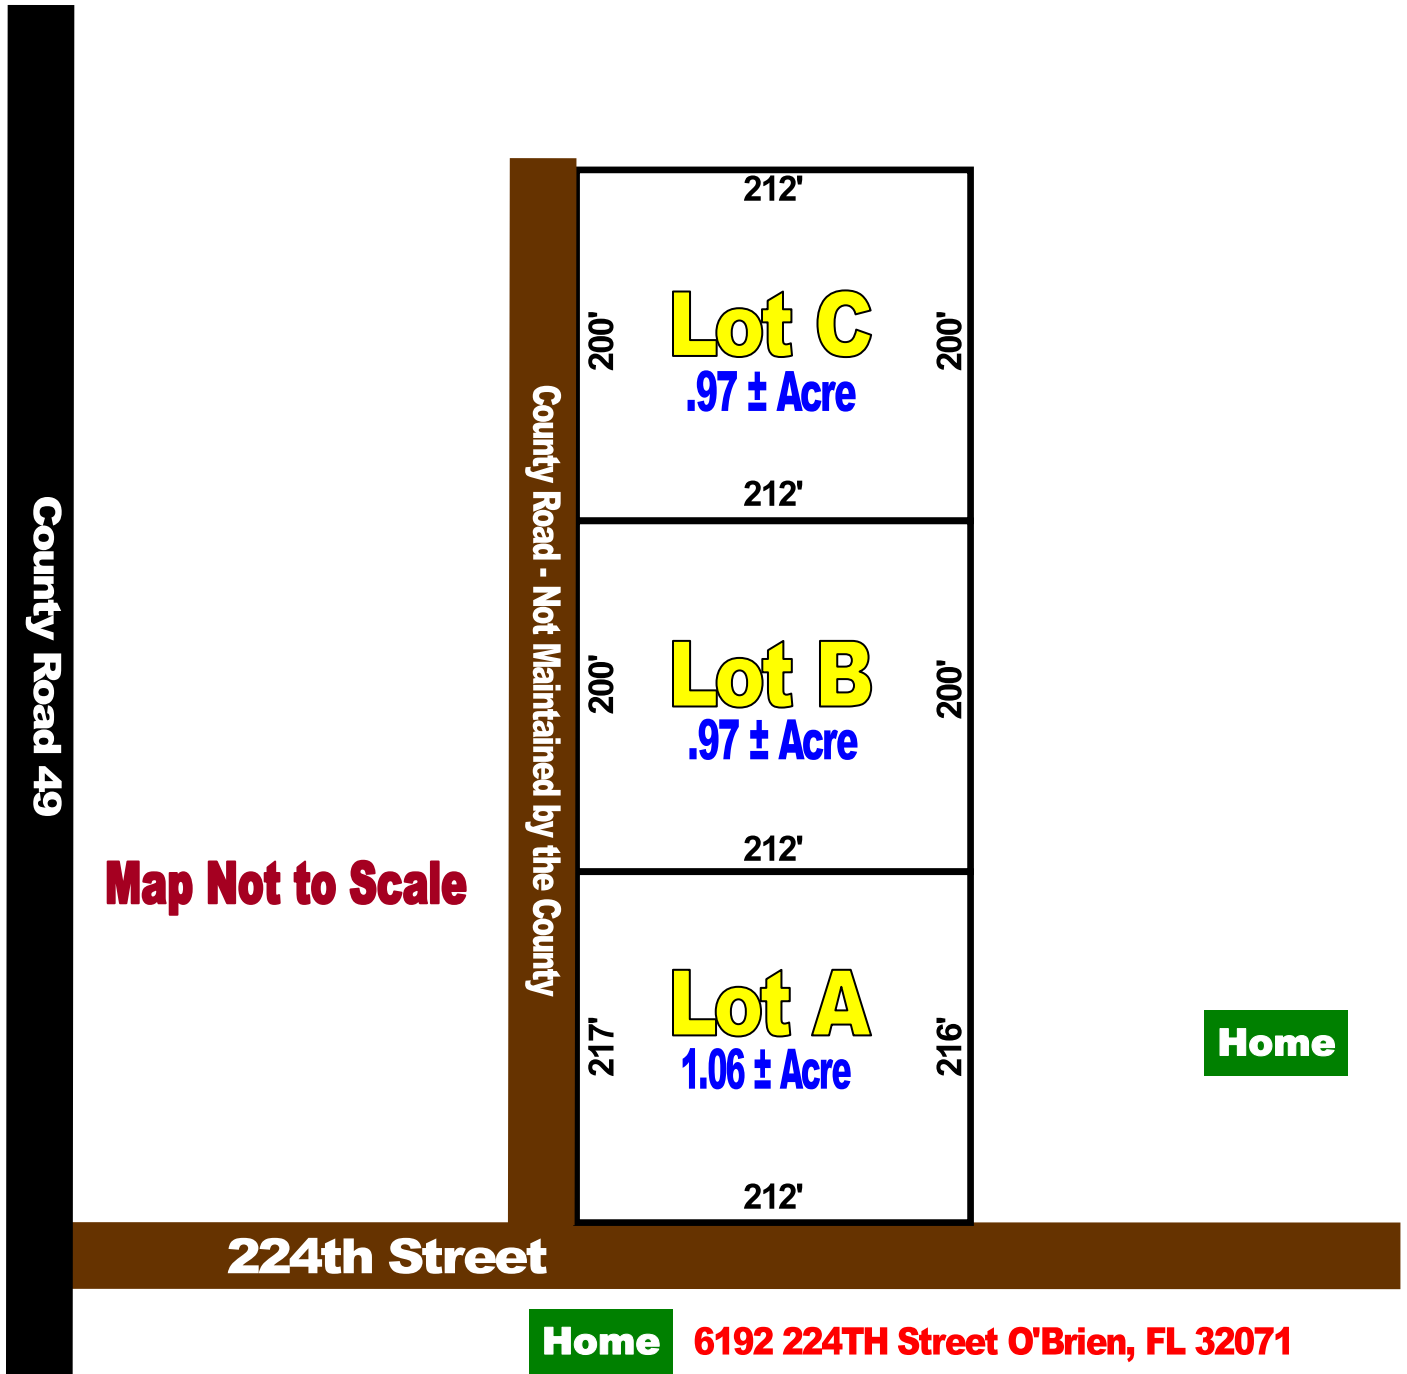 212'
200'
Lot C
200'
.97 ± Acre
212'
County Road - Not Maintained by the County
County Road 49
200'
Lot B
200'
.97 ± Acre
212'
Map Not to Scale
217'
Lot A
216'
1.06 ± Acre
Home
212'
224th Street
Home
6192 224TH Street O'Brien, FL 32071